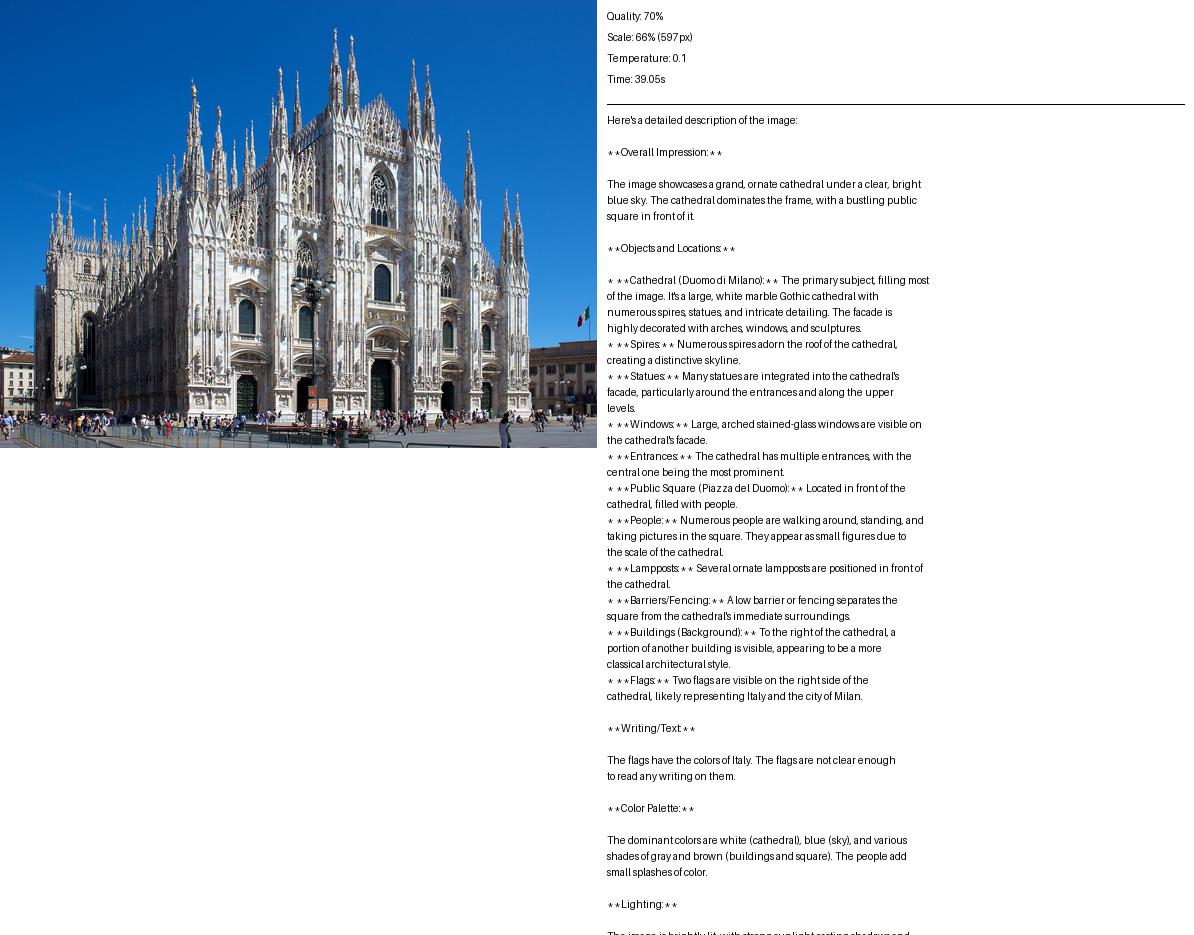 Quality: 70%
Scale: 66% (597px)
Temperature: 0.1
Time: 39.05s
Here's a detailed description of the image:
**Overall Impression:**
The image showcases a grand, ornate cathedral under a clear, bright
blue sky. The cathedral dominates the frame, with a bustling public
square in front of it.
**Objects and Locations:**
* **Cathedral (Duomo di Milano):** The primary subject, filling most
of the image. It's a large, white marble Gothic cathedral with
numerous spires, statues, and intricate detailing. The facade is
highly decorated with arches, windows, and sculptures.
* **Spires:** Numerous spires adorn the roof of the cathedral,
creating a distinctive skyline.
* **Statues:** Many statues are integrated into the cathedral's
facade, particularly around the entrances and along the upper
levels.
* **Windows:** Large, arched stained-glass windows are visible on
the cathedral's facade.
* **Entrances:** The cathedral has multiple entrances, with the
central one being the most prominent.
* **Public Square (Piazza del Duomo):** Located in front of the
cathedral, filled with people.
* **People:** Numerous people are walking around, standing, and
taking pictures in the square. They appear as small figures due to
the scale of the cathedral.
* **Lampposts:** Several ornate lampposts are positioned in front of
the cathedral.
* **Barriers/Fencing:** A low barrier or fencing separates the
square from the cathedral's immediate surroundings.
* **Buildings (Background):** To the right of the cathedral, a
portion of another building is visible, appearing to be a more
classical architectural style.
* **Flags:** Two flags are visible on the right side of the
cathedral, likely representing Italy and the city of Milan.
**Writing/Text:**
The flags have the colors of Italy. The flags are not clear enough
to read any writing on them.
**Color Palette:**
The dominant colors are white (cathedral), blue (sky), and various
shades of gray and brown (buildings and square). The people add
small splashes of color.
**Lighting:**